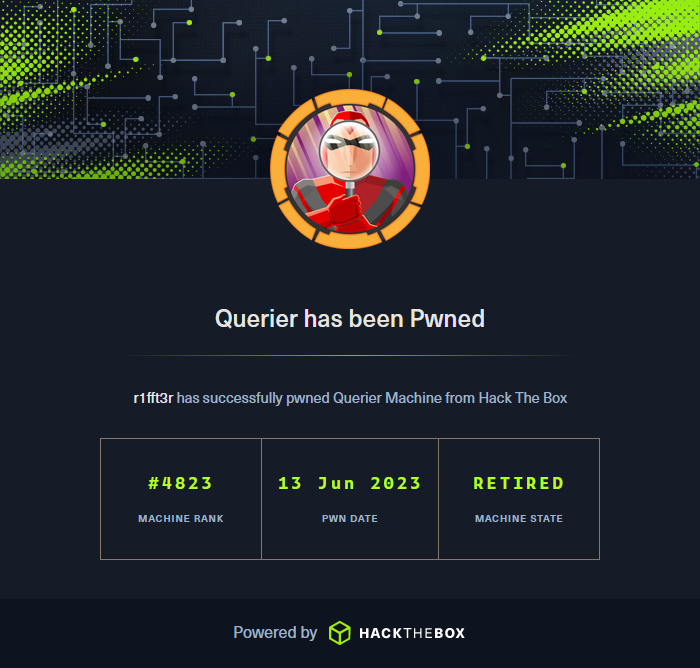 Querier has been Pwned
r1fft3r has successfully pwned Querier Machine from Hack The Box
#4823 13 Jun 2023 RETIRED
MACHINE RANK PWN DATE MACHINE STATE
Powered by HACKTHEBOX